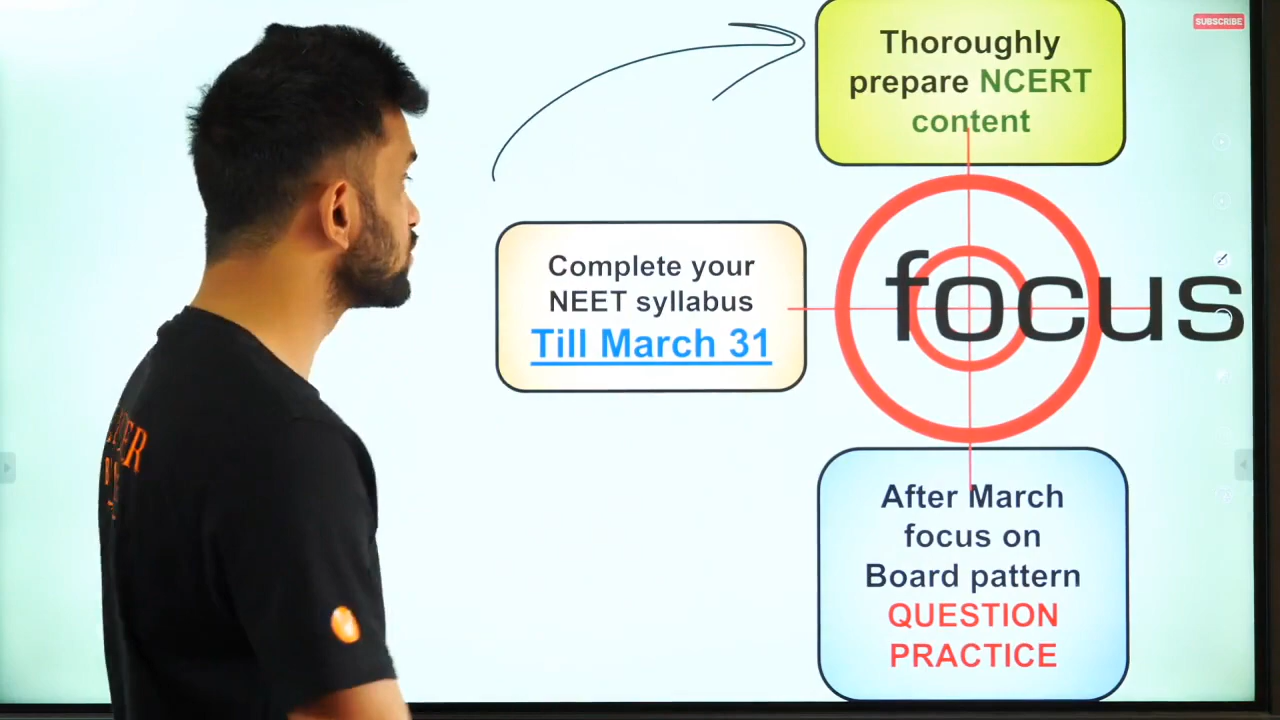 SUBSCRIBE
Thoroughly
prepare NCERT
content
Complete your
NEET syllabus
Till March 31
focus
After March
focus on
Board pattern
QUESTION
PRACTICE